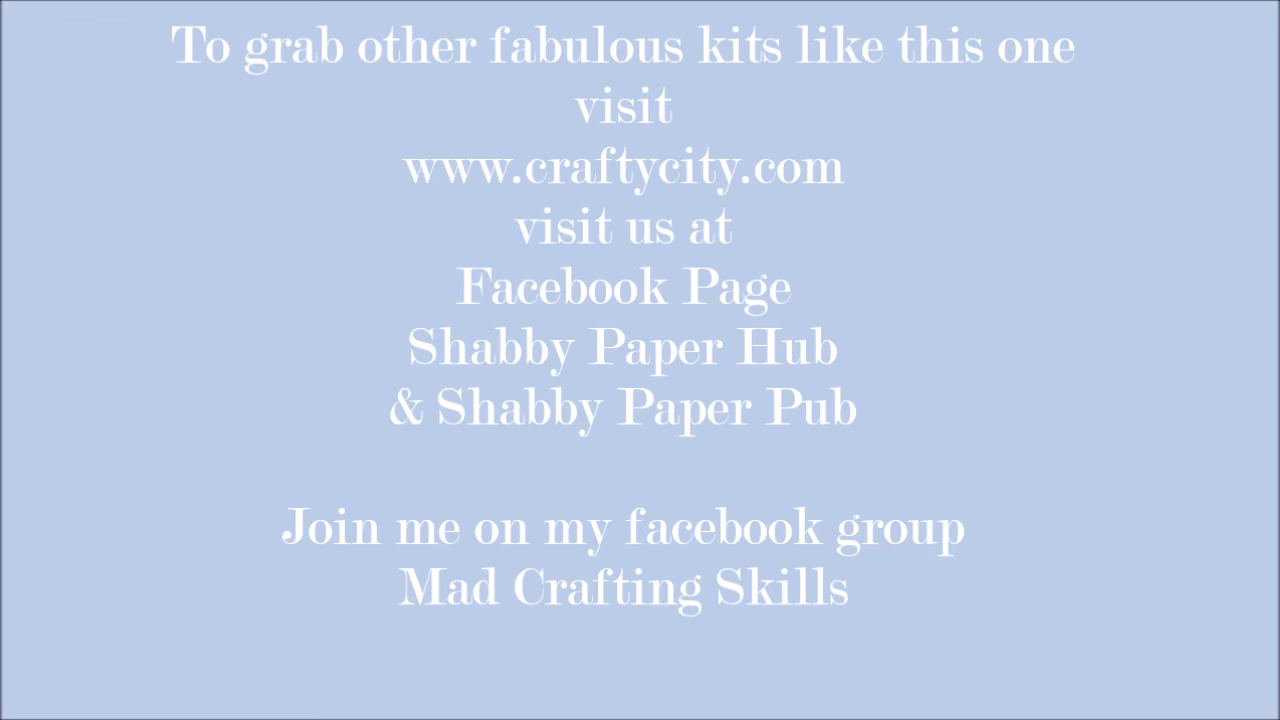 To grab other fabulous kits like this one
visit
www.craftycity.com
visit us at
Facebook Page
Shabby Paper Hub
& Shabby Paper Pub
Join me on my facebook group
Mad Crafting Skills